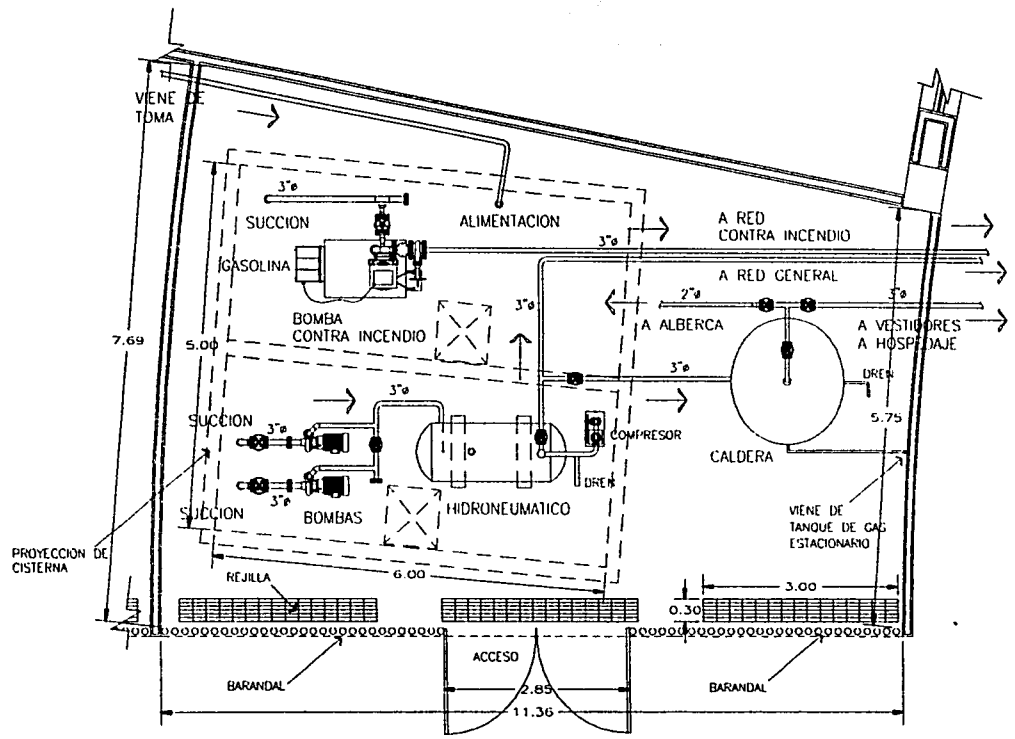 VIENE DE
TOMA
3"ø
SUCCION
ALIMENTACION
A RED
CONTRA INCENDIO
3"ø
A RED GENERAL
GASOLINA
3"ø
2"ø
3"ø
A ALBERCA
A VESTIDORES
A HOSPEDAJE
BOMBA
CONTRA INCENDIO
7.69
5.00
3"ø
DREN
5.75
SUCCION
3"ø
3"ø
COMPRESOR
CALDERA
DREN
SUCCION
3"ø
BOMBAS
HIDRONEUMATICO
VIENE DE
TANQUE DE GAS
ESTACIONARIO
PROYECCION DE
CISTERNA
6.00
REJILLA
3.00
0.30
ACCESO
BARANDAL
2.85
BARANDAL
11.36